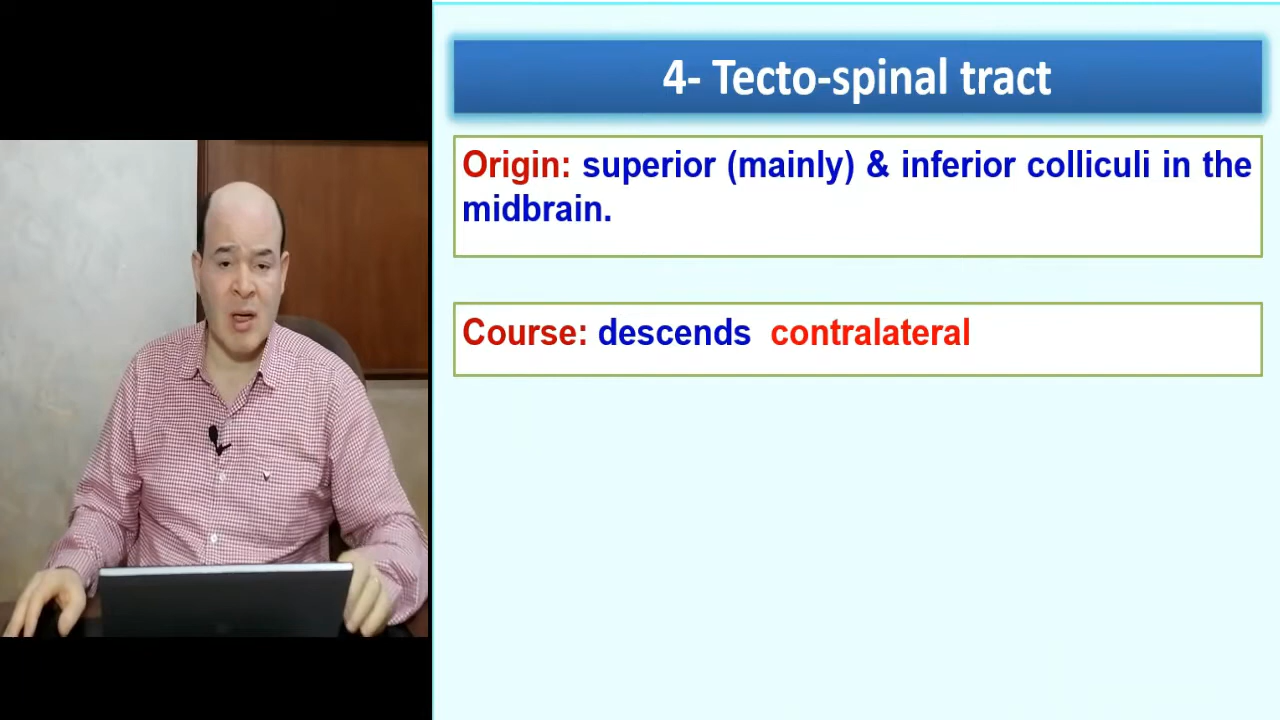 4- Tecto-spinal tract
Origin: superior (mainly) & inferior colliculi in the
midbrain.
Course: descends contralateral